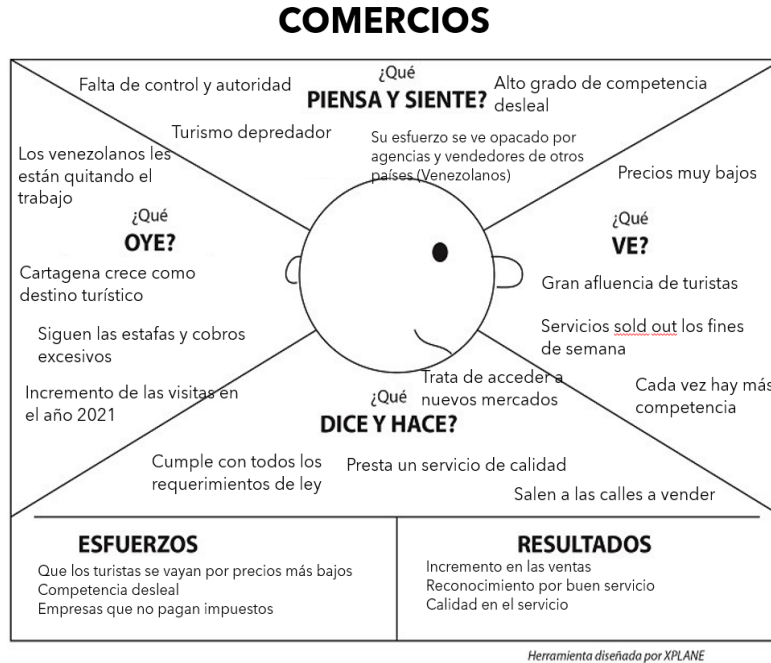 COMERCIOS
¿Qué
PIENSA Y SIENTE?
Falta de control y autoridad
Turismo depredador
Alto grado de competencia
desleal
Su esfuerzo se ve opacado por
agencias y vendedores de otros
países (Venezolanos)
Los venezolanos les
están quitando el
trabajo
¿Qué
OYE?
Cartagena crece como
destino turístico
Siguen las estafas y cobros
excesivos
Incremento de las visitas en
el año 2021
Precios muy bajos
¿Qué
VE?
Gran afluencia de turistas
Servicios sold out los fines
de semana
Cada vez hay más
competencia
Trata de acceder a
nuevos mercados
¿Qué
DICE Y HACE?
Cumple con todos los
requerimientos de ley
Presta un servicio de calidad
Salen a las calles a vender
ESFUERZOS
Que los turistas se vayan por precios más bajos
Competencia desleal
Empresas que no pagan impuestos
RESULTADOS
Incremento en las ventas
Reconocimiento por buen servicio
Calidad en el servicio
Herramienta diseñada por XPLANE